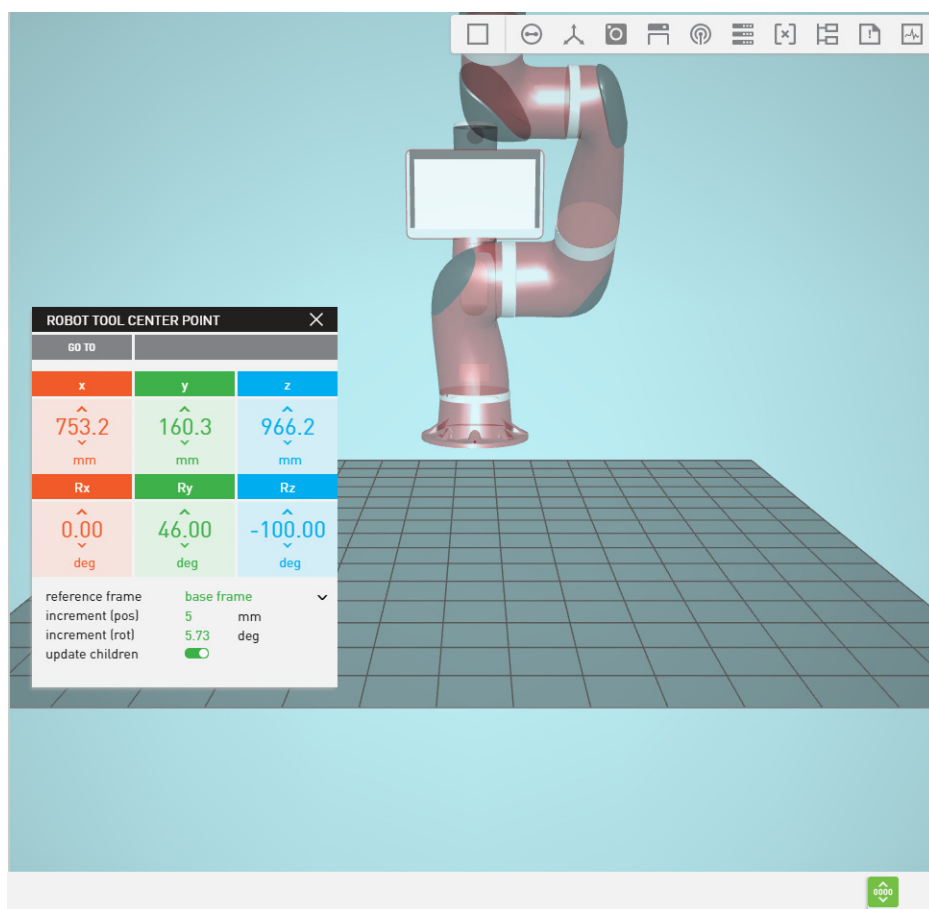 ROBOT TOOL CENTER POINT
GO TO
x y z
753.2 160.3 966.2
mm mm mm
Rx Ry Rz
0.00 46.00 -100.00
deg deg deg
reference frame base frame
increment (pos) 5 mm
increment (rot) 5.73 deg
update children
0000